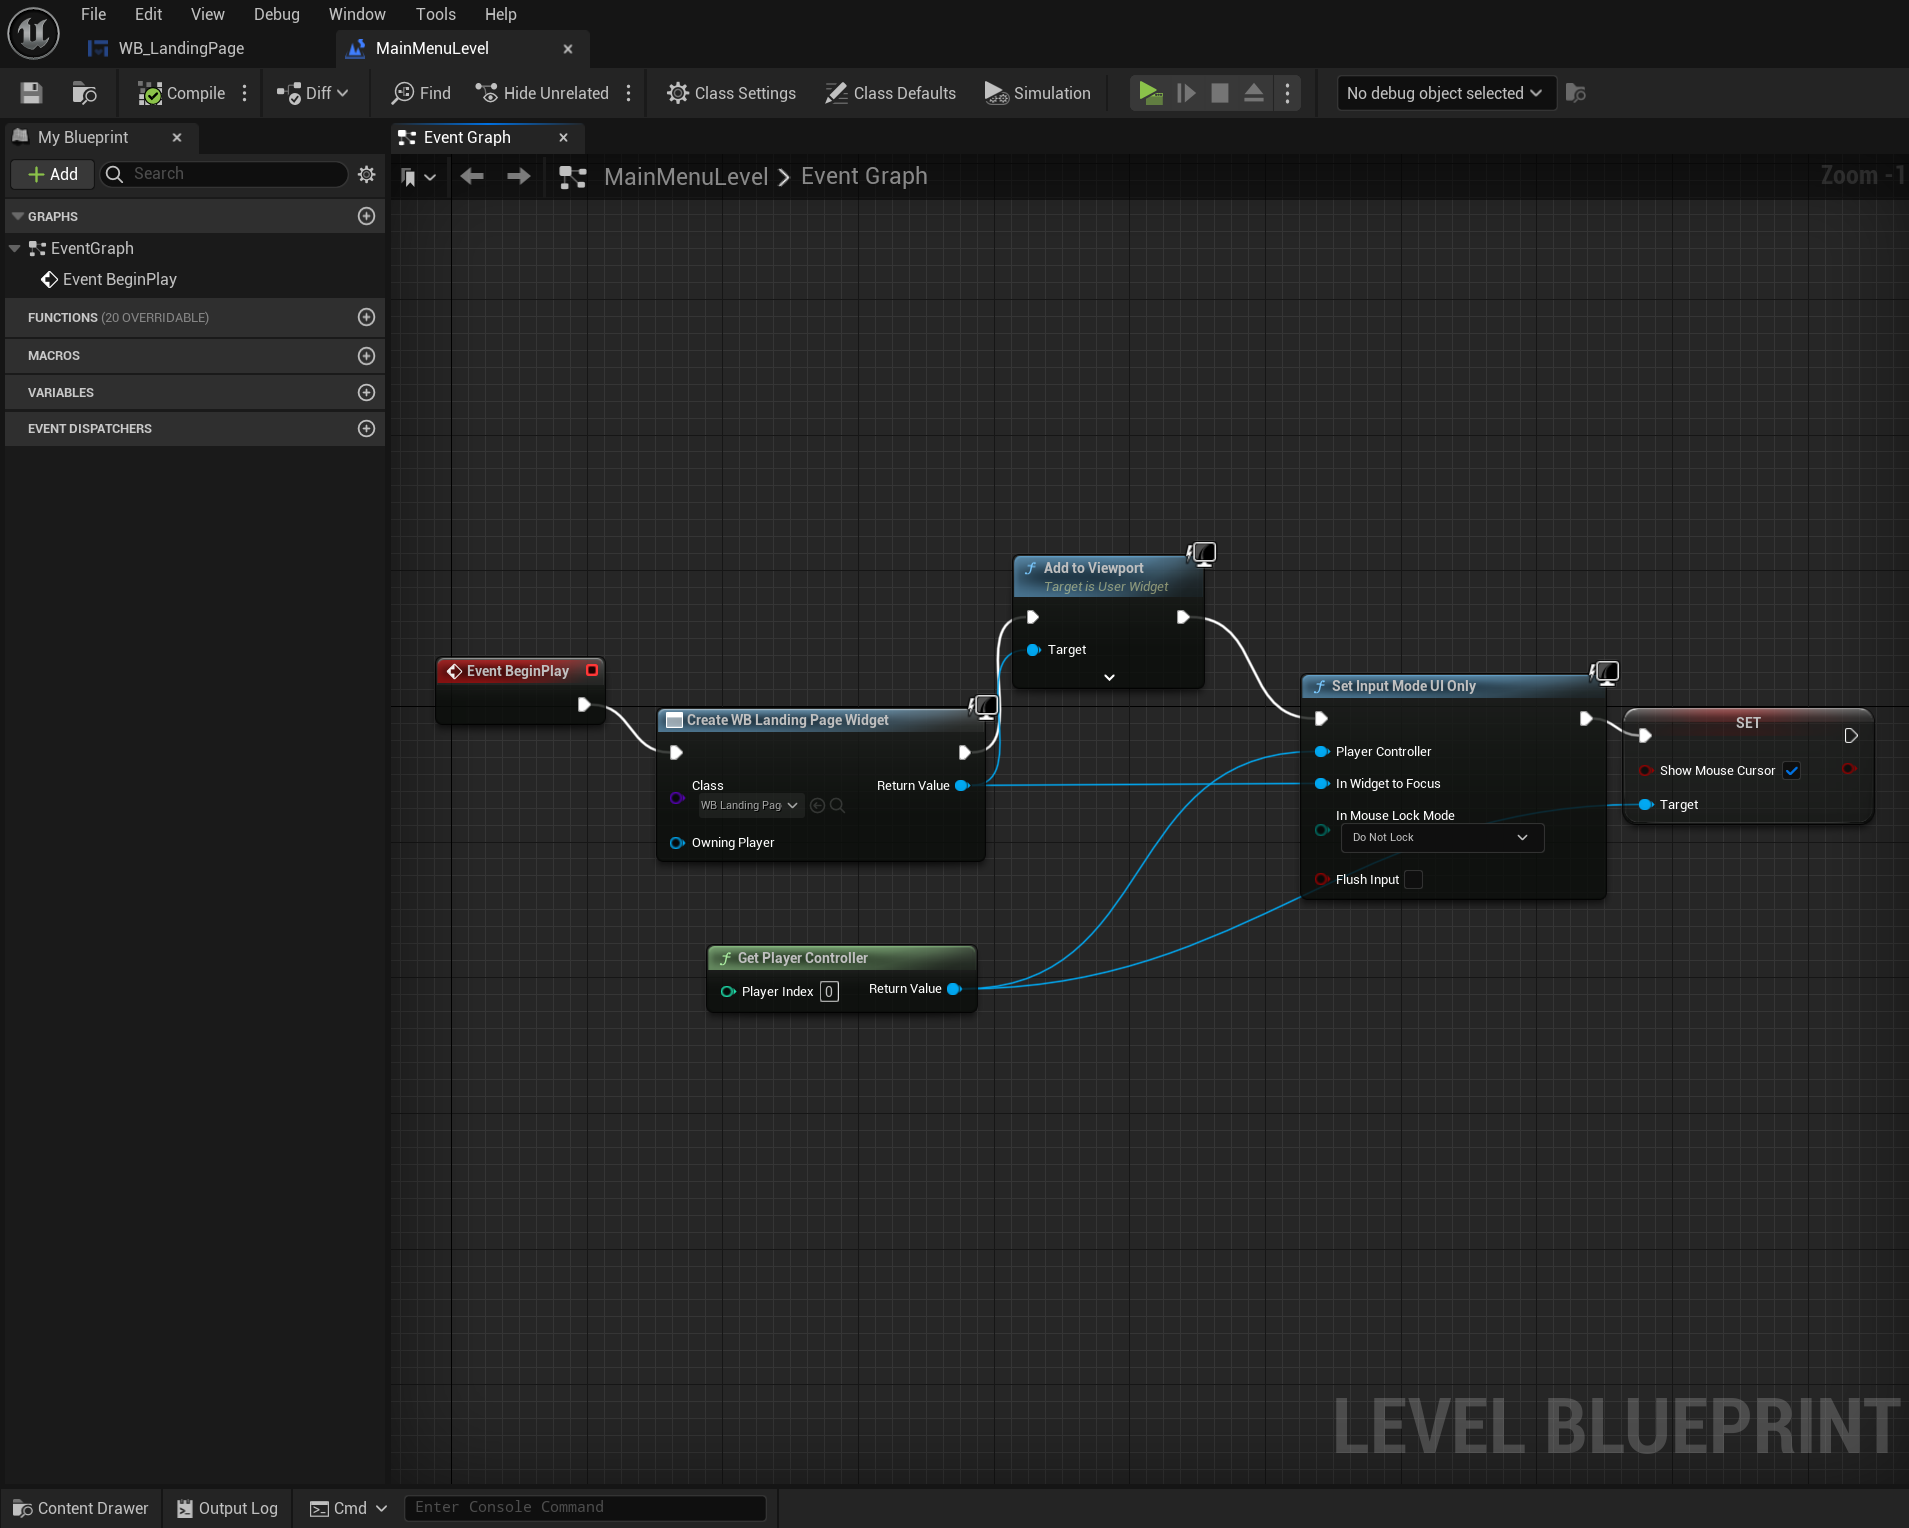 File Edit View Debug Window Tools Help
WB_LandingPage MainMenuLevel
Compile Diff Find Hide Unrelated Class Settings Class Defaults Simulation No debug object selected
My Blueprint Event Graph
Add Search MainMenuLevel > Event Graph Zoom -1
GRAPHS
EventGraph
Event BeginPlay
FUNCTIONS (20 OVERRIDABLE)
MACROS
VARIABLES
EVENT DISPATCHERS
Add to Viewport
Target is User Widget
Target
Event BeginPlay
Create WB Landing Page Widget
Class
Return Value
WB Landing Pag
Owning Player
Set Input Mode UI Only
Player Controller
In Widget to Focus
In Mouse Lock Mode
Do Not Lock
Flush Input
SET
Show Mouse Cursor
Target
Get Player Controller
Player Index 0 Return Value
LEVEL BLUEPRINT
Content Drawer Output Log Cmd Enter Console Command